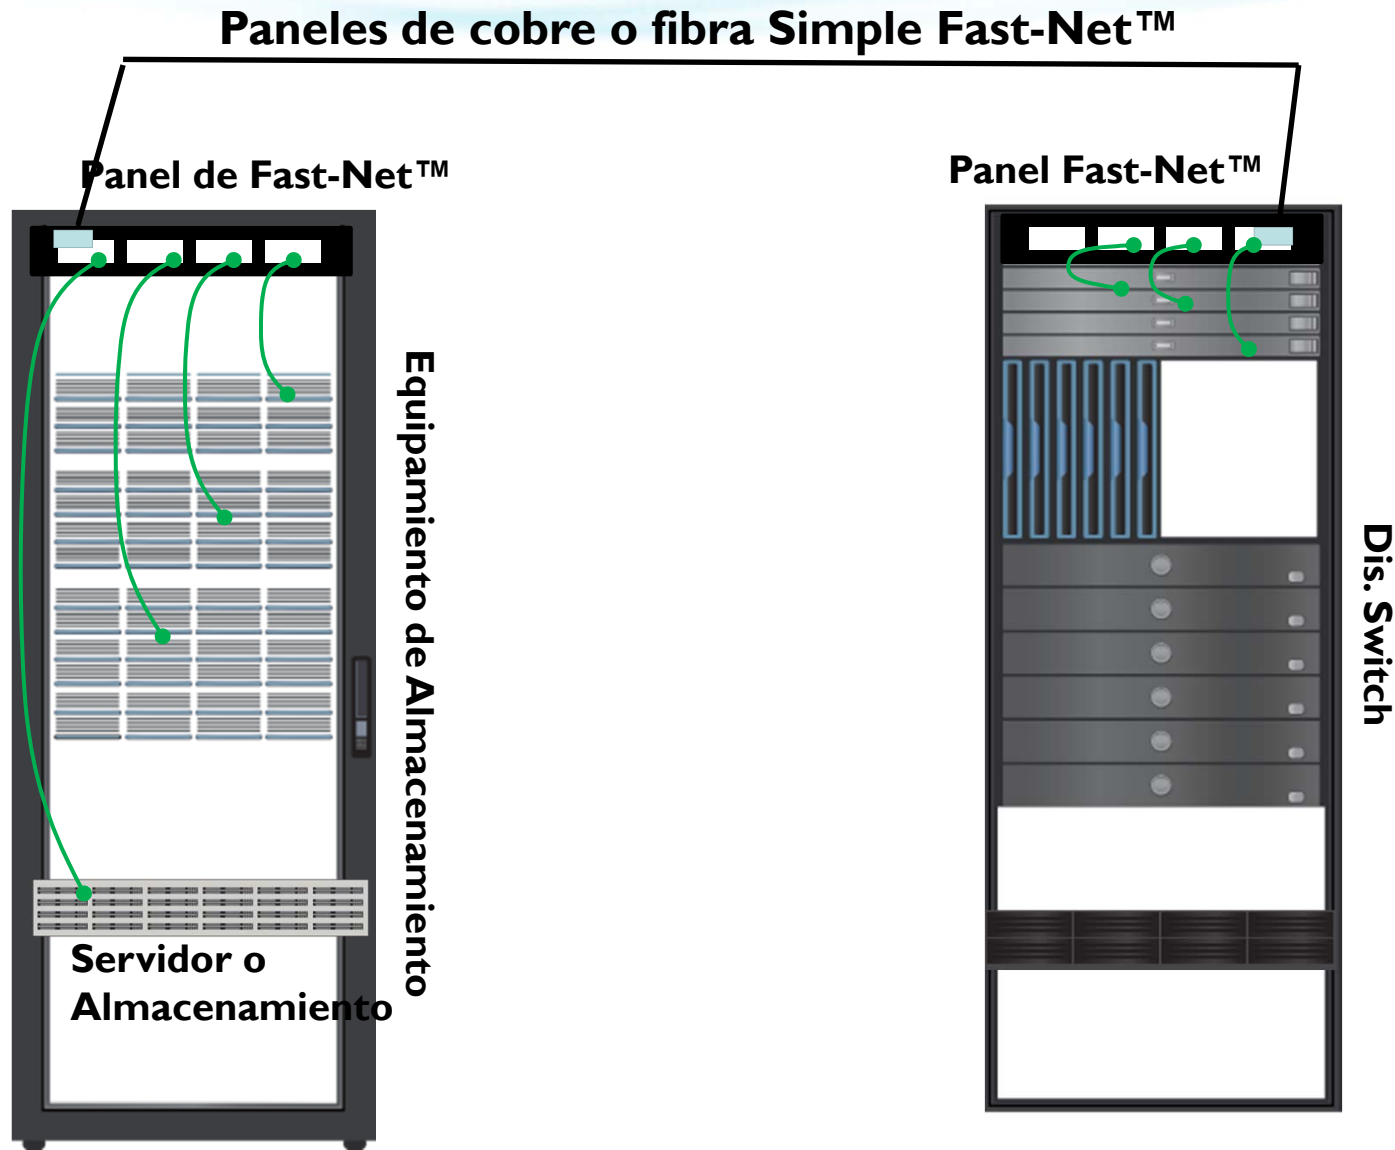 Paneles de cobre o fibra Simple Fast-Net™
Panel de Fast-Net™
Panel Fast-Net™
Equipamiento de Almacenamiento
Dis. Switch
Servidor o
Almacenamiento